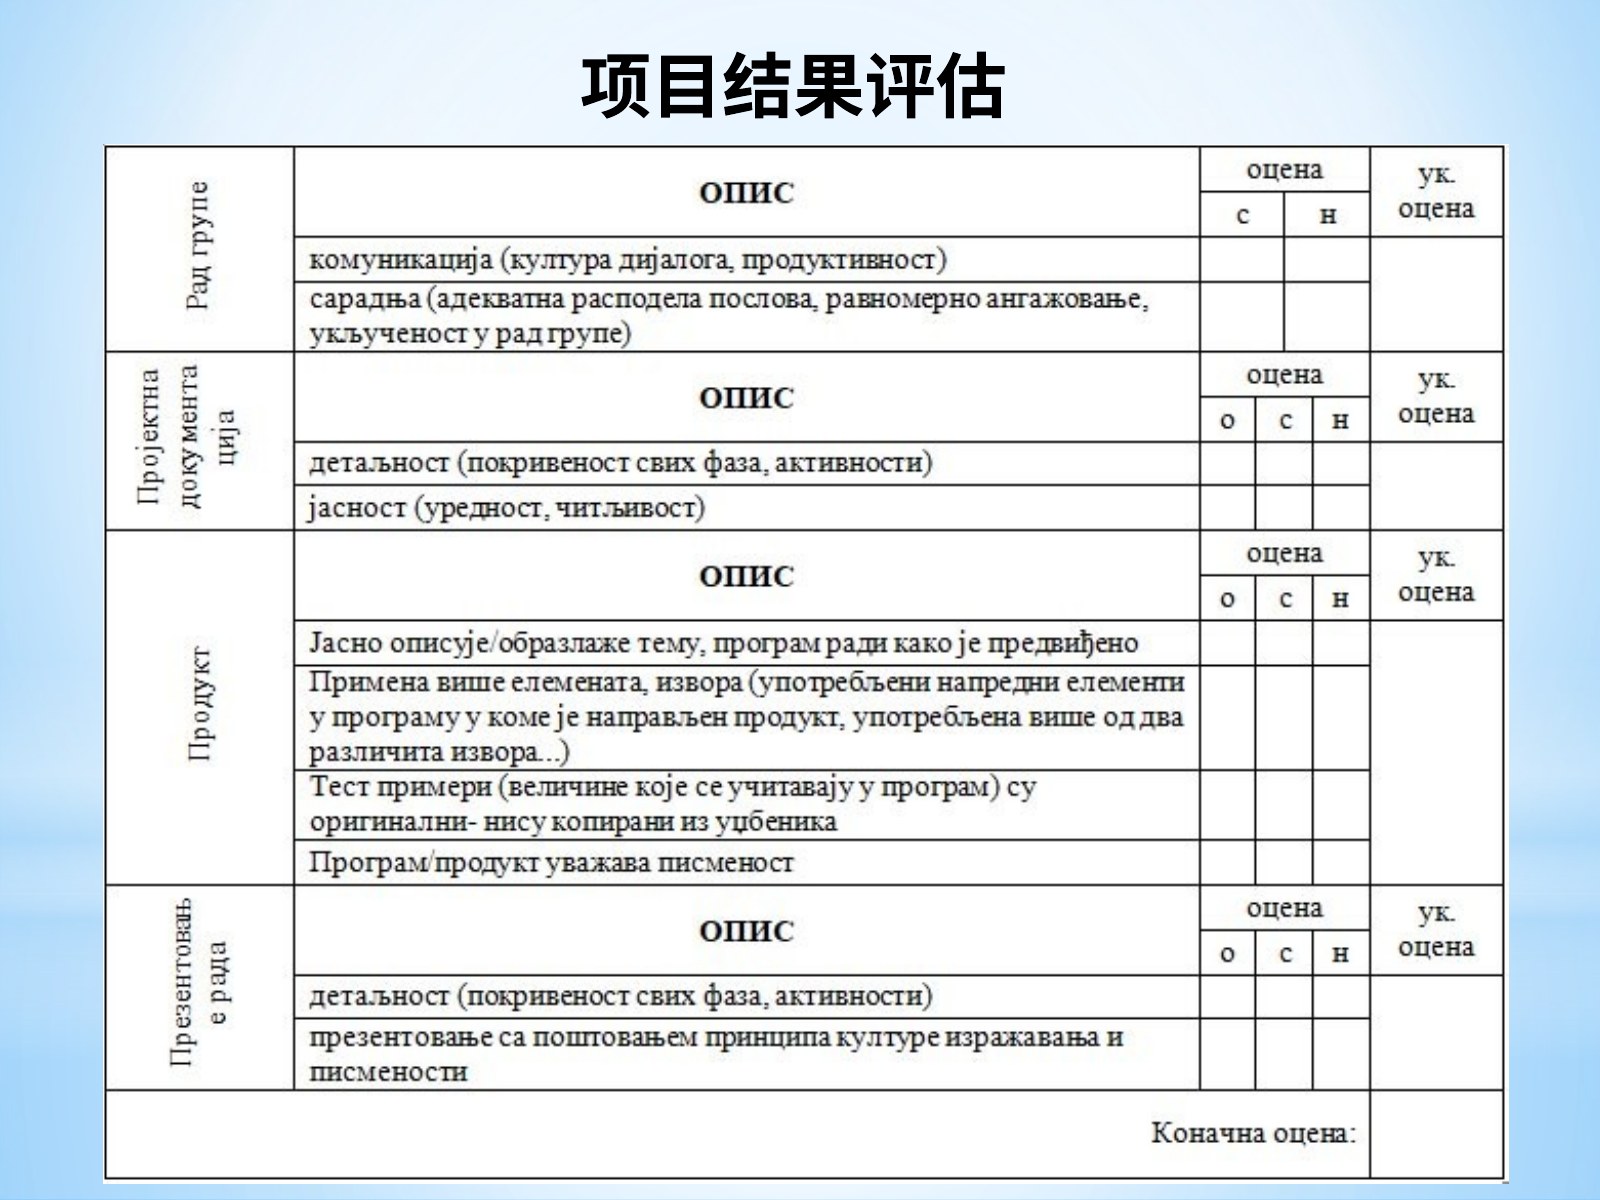 项目结果评估
Рад групе
ОПИС
оцена
ук.
оцена
с
н
комуникација (култура дијалога, продуктивност)
сарадња (адекватна расподела послова, равномерно ангажовање,
укљученост у рад групе)
Пројектна
документа
ција
ОПИС
оцена
ук.
оцена
о
с
н
детаљност (покривеност свих фаза, активности)
јасност (уредност, читљивост)
Продукт
ОПИС
оцена
ук.
оцена
о
с
н
Јасно описује/образлаже тему, програм ради како је предвиђено
Примена више елемената, извора (употребљени напредни елементи
у програму у коме је направљен продукт, употребљена више од два
различита извора...)
Тест примери (величине које се учитавају у програм) су
оригинални- нису копирани из уџбеника
Програм/продукт уважава писменост
Презентовањ
е рада
ОПИС
оцена
ук.
оцена
о
с
н
детаљност (покривеност свих фаза, активности)
презентовање са поштовањем принципа културе изражавања и
писмености
Коначна оцена: